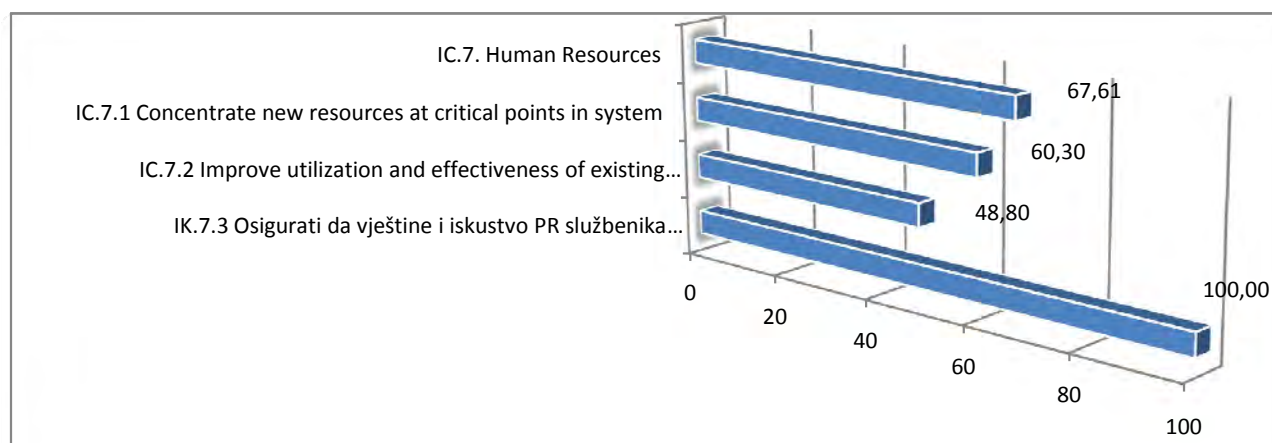 IC.7. Human Resources
67,61
IC.7.1 Concentrate new resources at critical points in system
60,30
IC.7.2 Improve utilization and effectiveness of existing…
48,80
IK.7.3 Osigurati da vještine i iskustvo PR službenika…
100,00
0
20
40
60
80
100